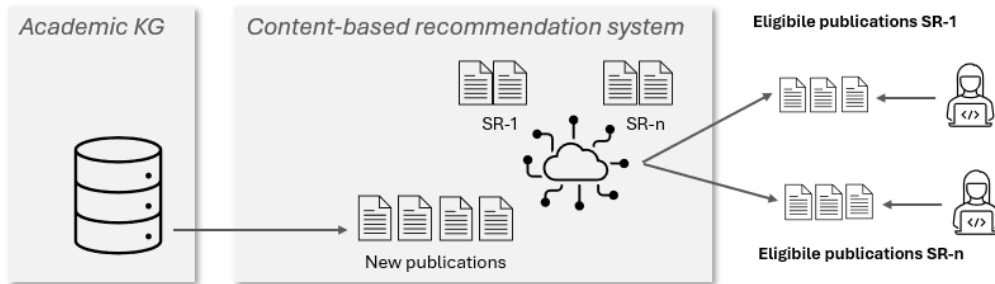 Academic KG
Content-based recommendation system
Eligibile publications SR-1
SR-1
SR-n
</>
New publications
</>
Eligibile publications SR-n